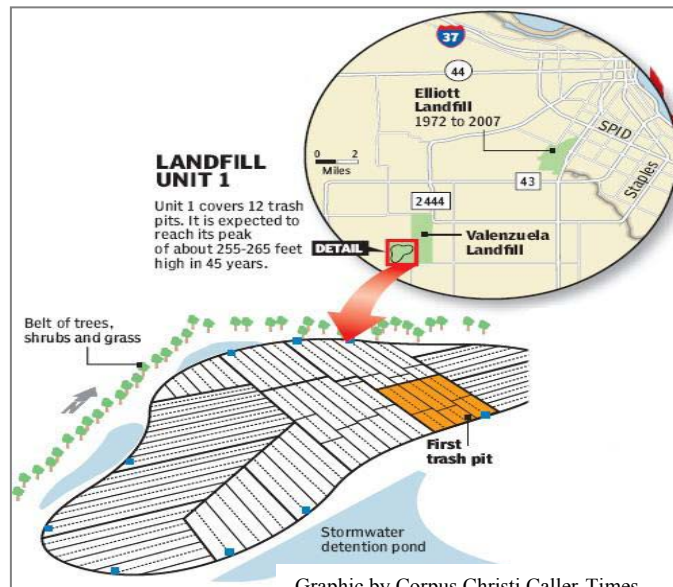 37
44
Elliott
Landfill
1972 to 2007
SPID
Staples
0 2
Miles
43
2444
LANDFILL
UNIT 1
Unit 1 covers 12 trash
pits. It is expected to
reach its peak
of about 255-265 feet
high in 45 years.
DETAIL
Valenzuela
Landfill
Belt of trees,
shrubs and grass
First
trash pit
Stormwater
detention pond
Graphic by Corpus Christi Caller-Times